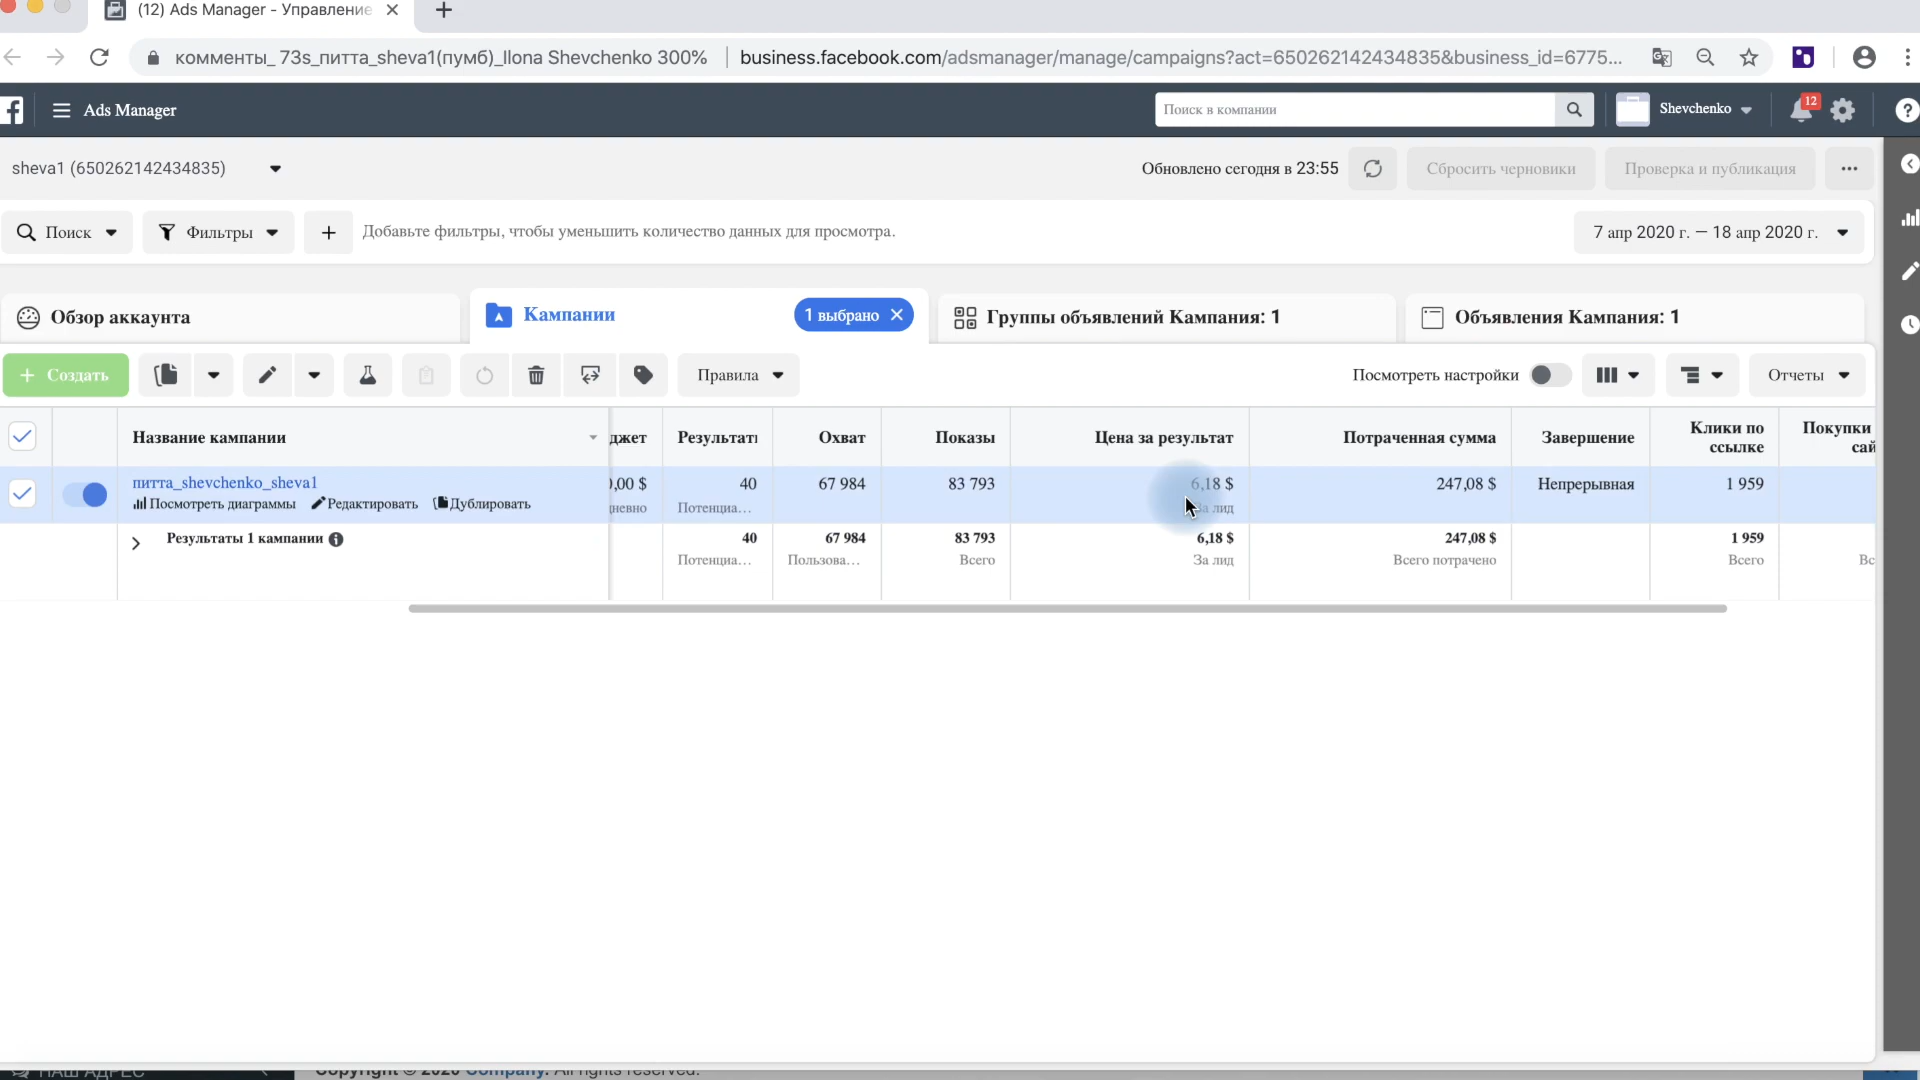 (12) Ads Manager - Управление
комменты_ 73s_питта_sheva1(пумб)_Ilona Shevchenko 300%
business.facebook.com/adsmanager/manage/campaigns?act=650262142434835&business_id=6775...
Ads Manager
Поиск в компании
Shevchenko
12
sheva1 (650262142434835)
Обновлено сегодня в 23:55
Сбросить черновики
Проверка и публикация
Поиск
Фильтры
Добавьте фильтры, чтобы уменьшить количество данных для просмотра.
7 апр 2020 г. — 18 апр 2020 г.
Обзор аккаунта
Кампании
1 выбрано
Группы объявлений Кампания: 1
Объявления Кампания: 1
+ Создать
Правила
Посмотреть настройки
Отчеты
Название кампании
джет
Результаты
Охват
Показы
Цена за результат
Потраченная сумма
Завершение
Клики по ссылке
Покупки
сай
питта_shevchenko_sheva1
Посмотреть диаграммы
Редактировать
Дублировать
0,00 $
дневно
40
Потенциа...
67 984
83 793
6,18 $
За лид
247,08 $
Непрерывная
1 959
Результаты 1 кампании
40
Потенциа...
67 984
Пользова...
83 793
Всего
6,18 $
За лид
247,08 $
Всего потрачено
1 959
Всего
Вс
НАШ АДРЕС
Copyright © 2020 Company. All rights reserved.